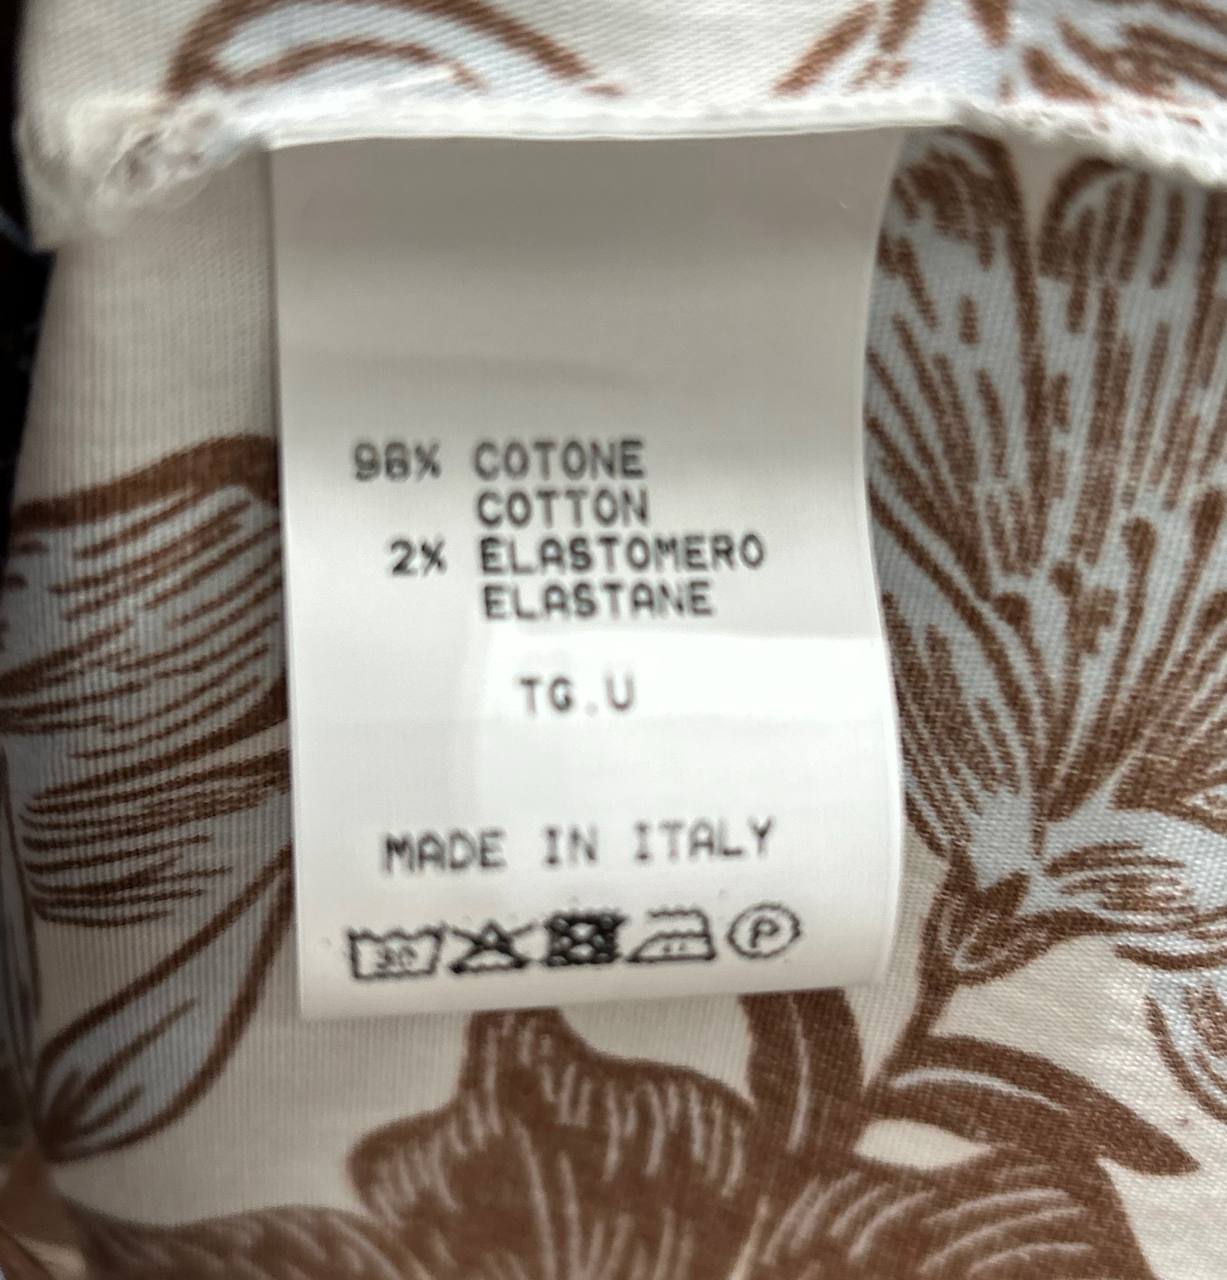 98% COTONE
COTTON
2% ELASTOMERO
ELASTANE
TG.U
MADE IN ITALY
30 P